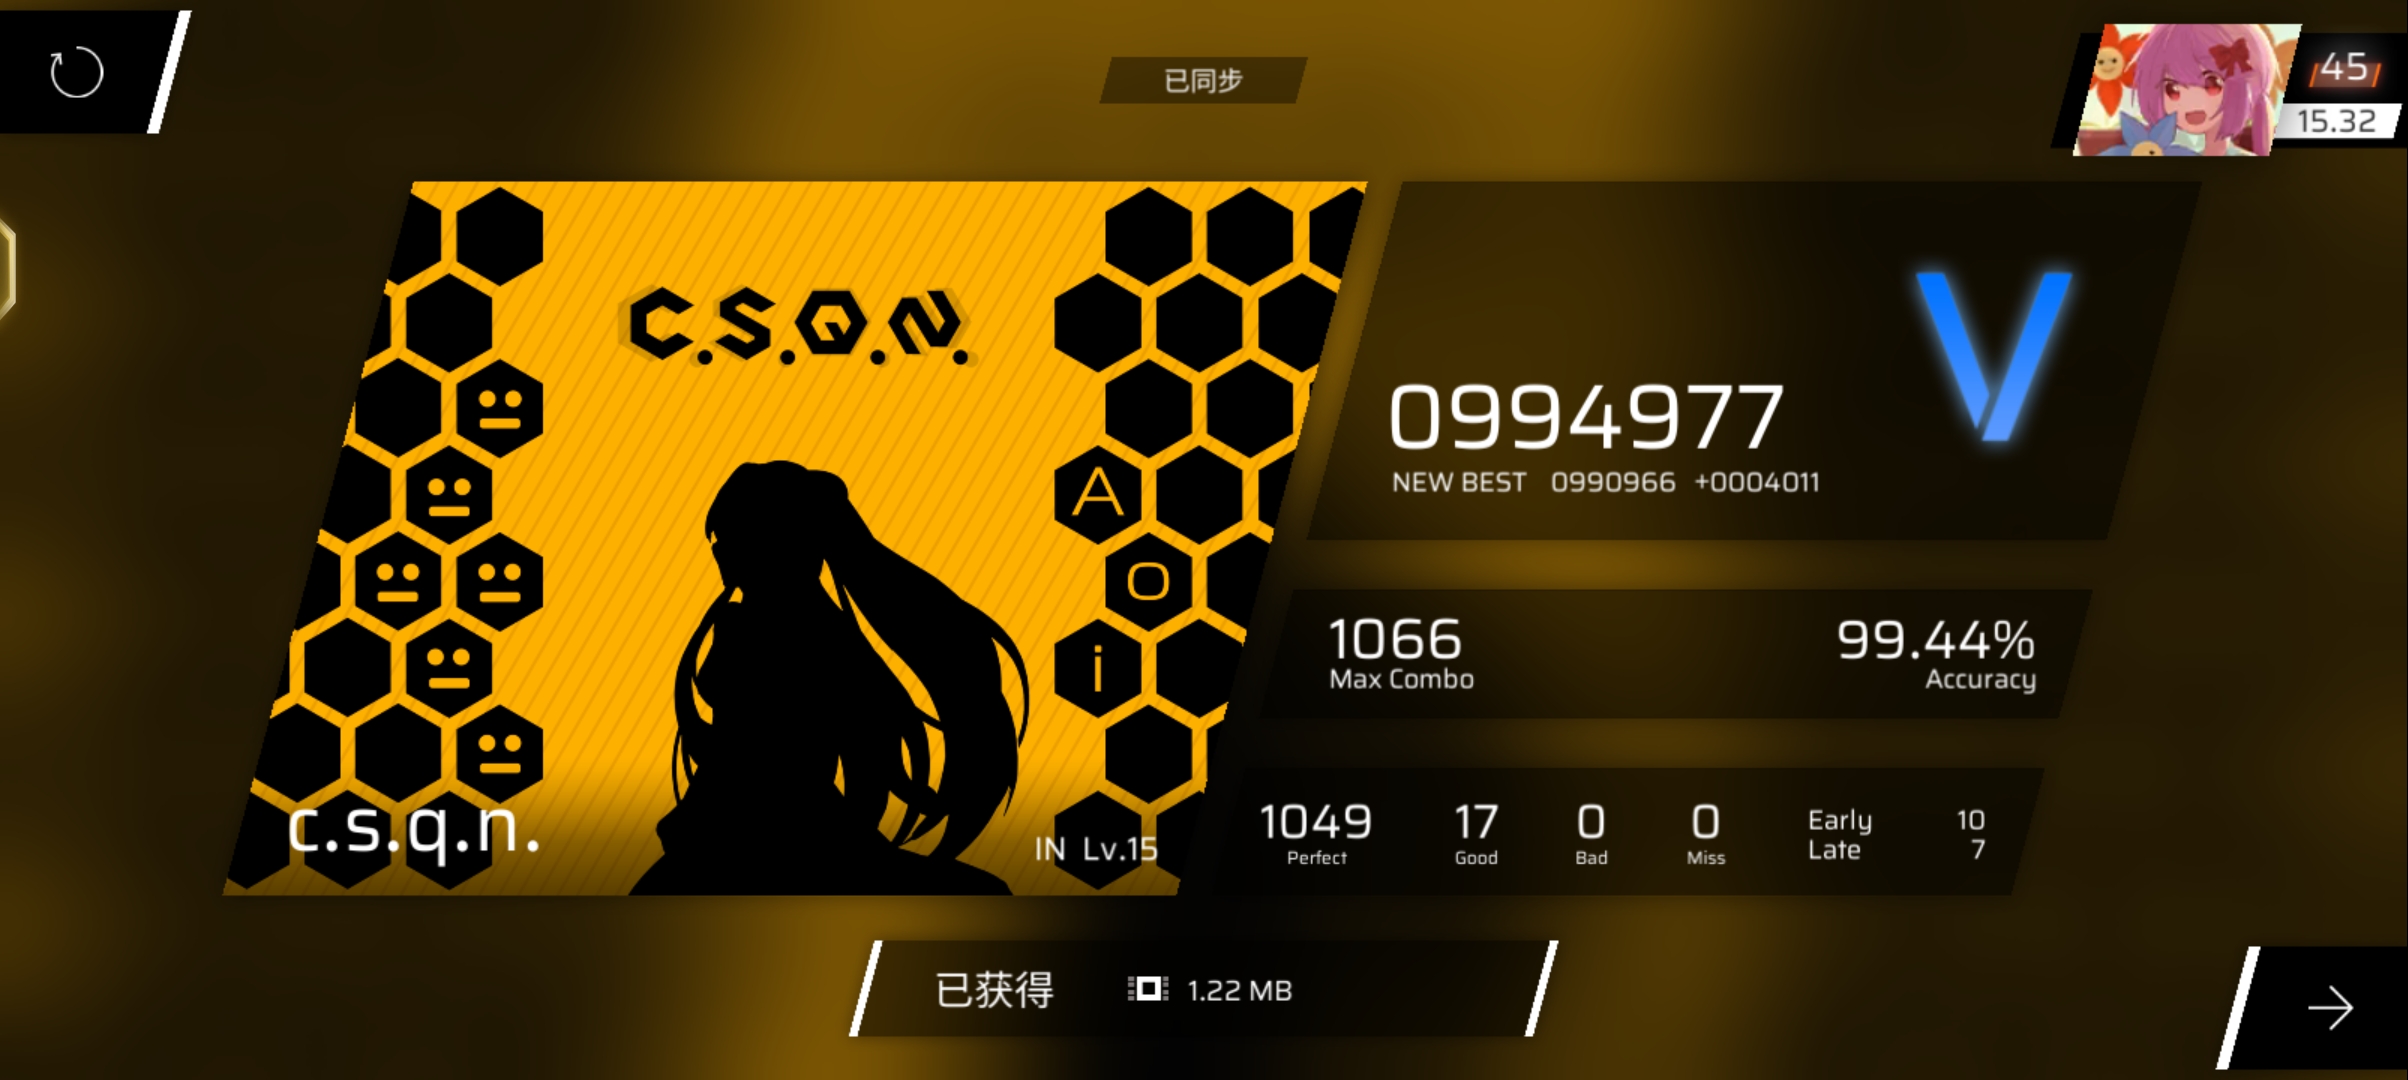 已同步
45
15.32
C.S.Q.N.
A
o
i
c.s.q.n.
IN Lv.15
V
0994977
NEW BEST 0990966 +0004011
1066
Max Combo
99.44%
Accuracy
1049
Perfect
17
Good
0
Bad
0
Miss
Early 10
Late 7
已获得 1.22 MB